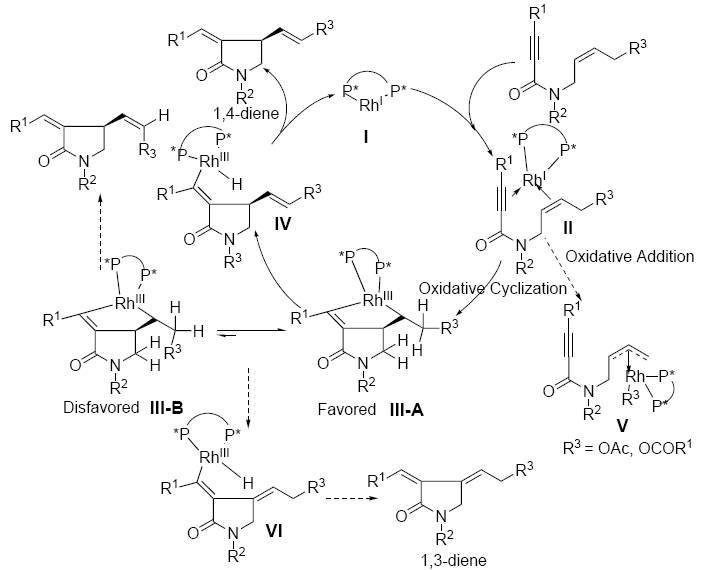 R1
R3
O
N
R2
1,4-diene
*P P*
RhI
I
R1
R3
O
N
R2
R1
H
R3
O
N
R2
*P P*
RhIII
H
R1
R3
O
N
R3
IV
R1
*P P*
RhI
R3
O
N
R2
II
Oxidative Addition
Oxidative Cyclization
*P P*
RhIII
R1
H
H
R3
H
H
O
N
R2
Disfavored III-B
*P P*
RhIII
R1
H
R3
H
H
H
O
N
R2
Favored III-A
R1
O
N
R2
Rh P*
R3
P*
V
R3 = OAc, OCOR1
*P P*
RhIII
H
R1
R3
O
N
R2
VI
R1
R3
O
N
R2
1,3-diene